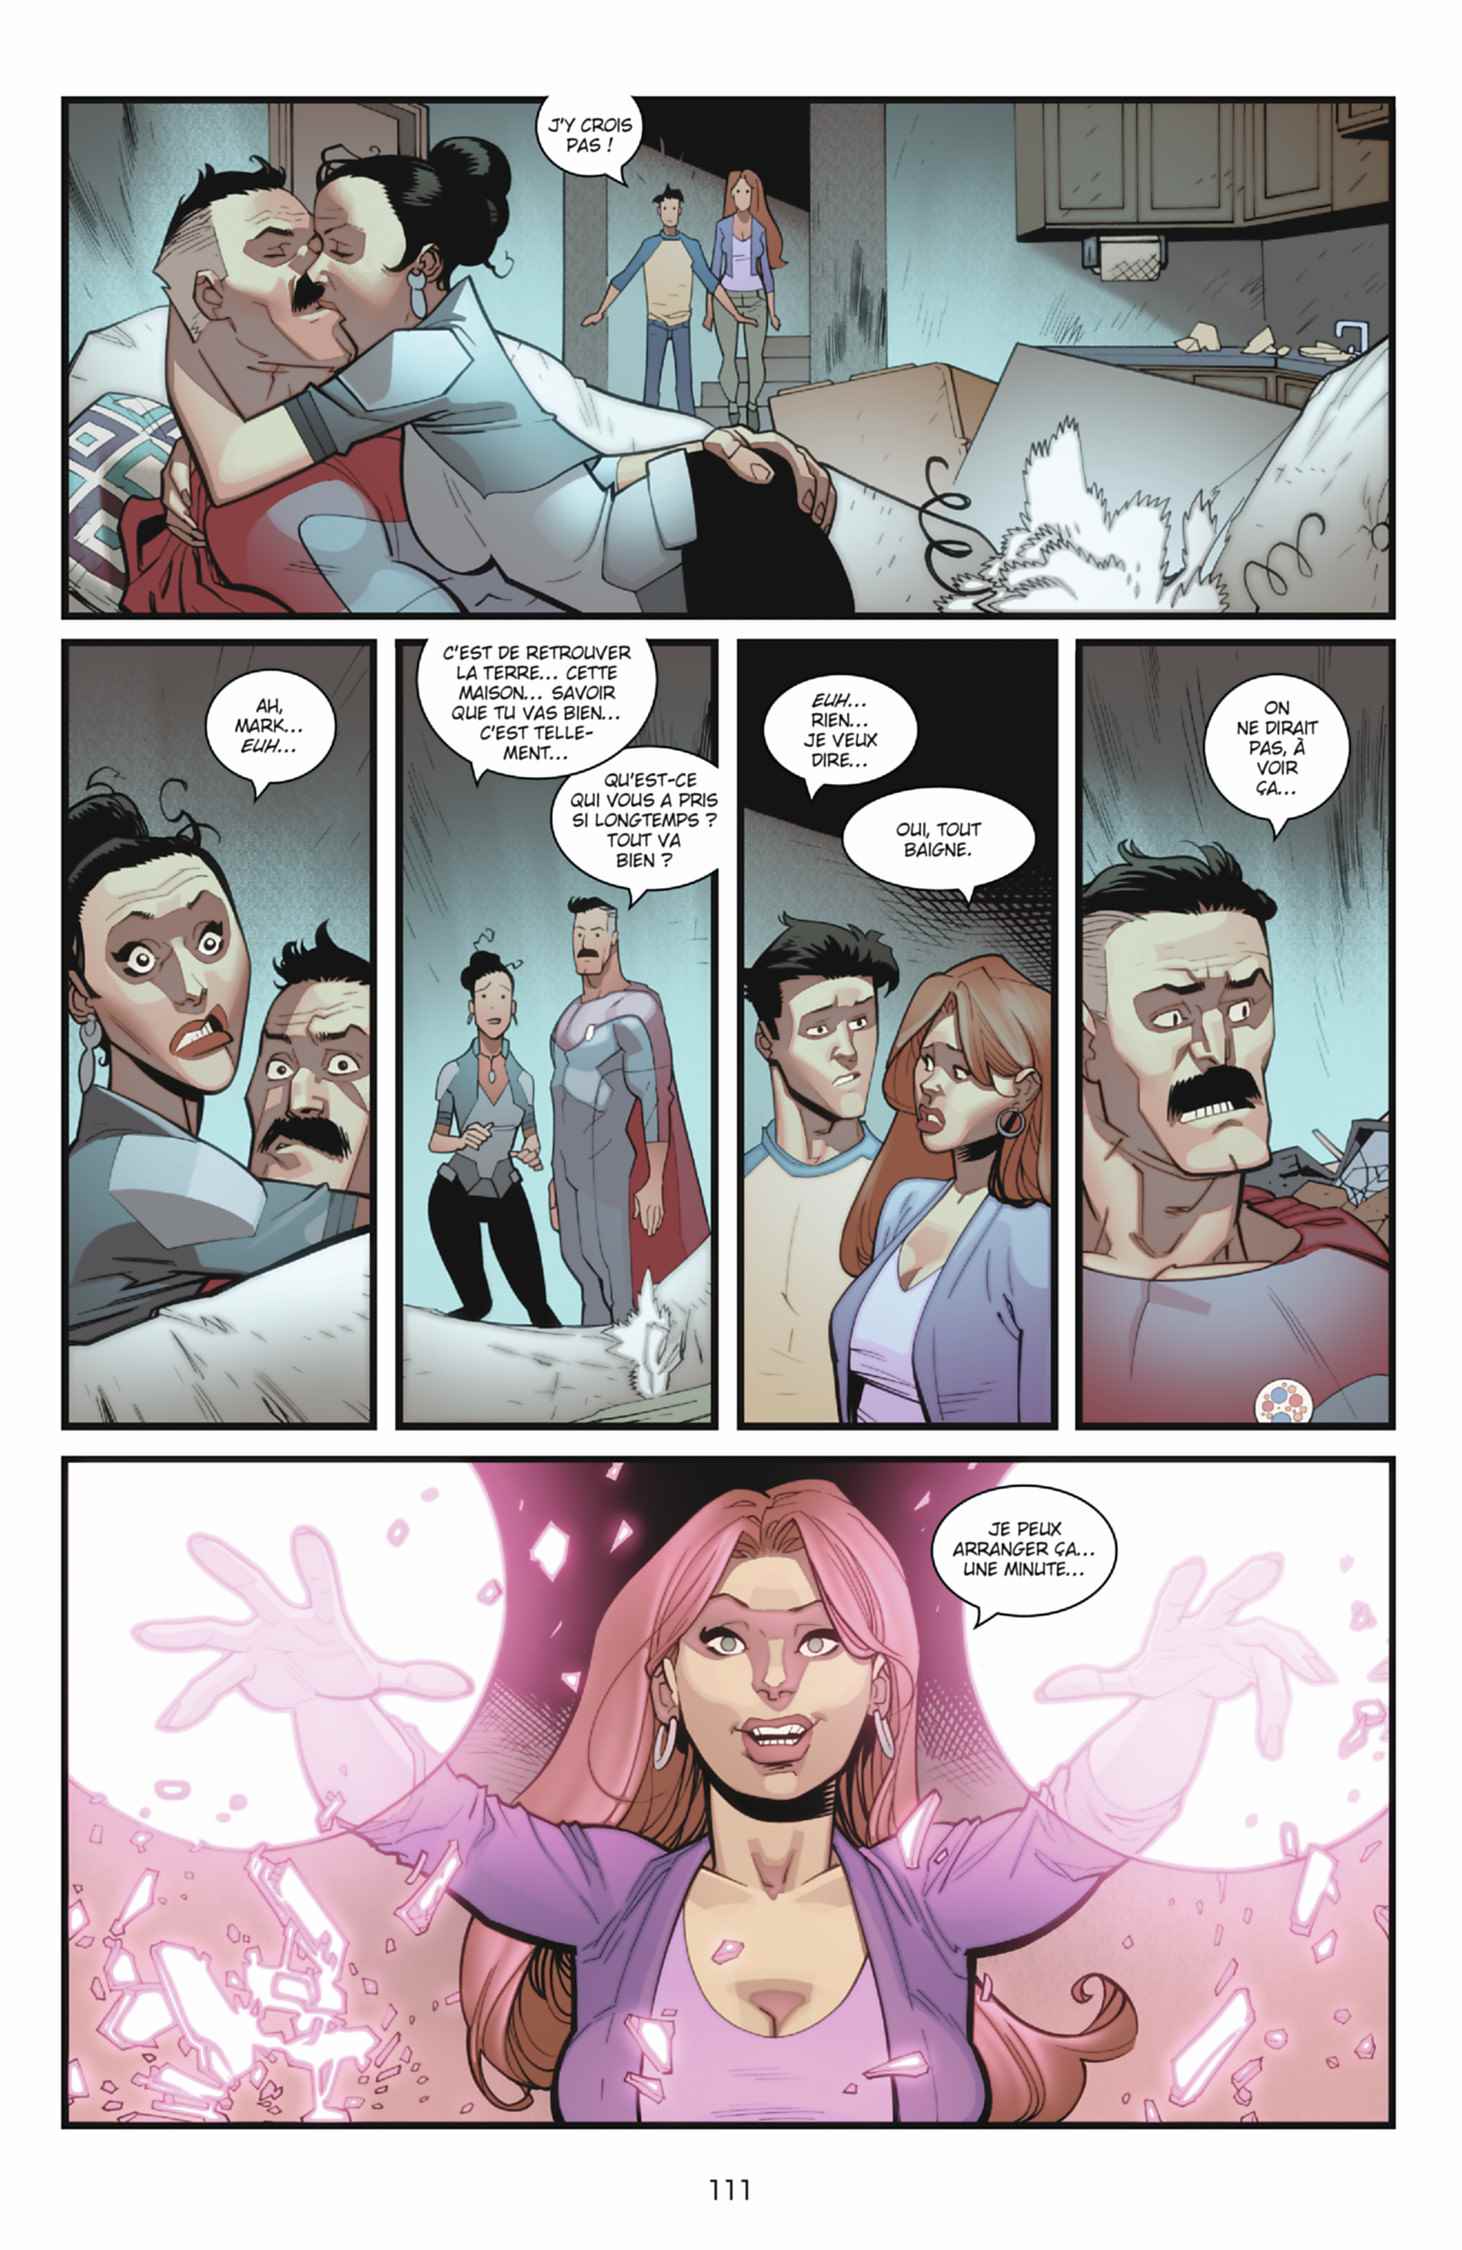 J'Y CROIS
PAS !
AH,
MARK...
EUH...
C'EST DE RETROUVER
LA TERRE... CETTE
MAISON... SAVOIR
QUE TU VAS BIEN...
C'EST TELLE-
MENT...
QU'EST-CE
QUI VOUS A PRIS
SI LONGTEMPS ?
TOUT VA
BIEN ?
EUH...
RIEN...
JE VEUX
DIRE...
OUI, TOUT
BAIGNE.
ON
NE DIRAIT
PAS, À
VOIR
ÇA...
JE PEUX
ARRANGER ÇA...
UNE MINUTE...
111